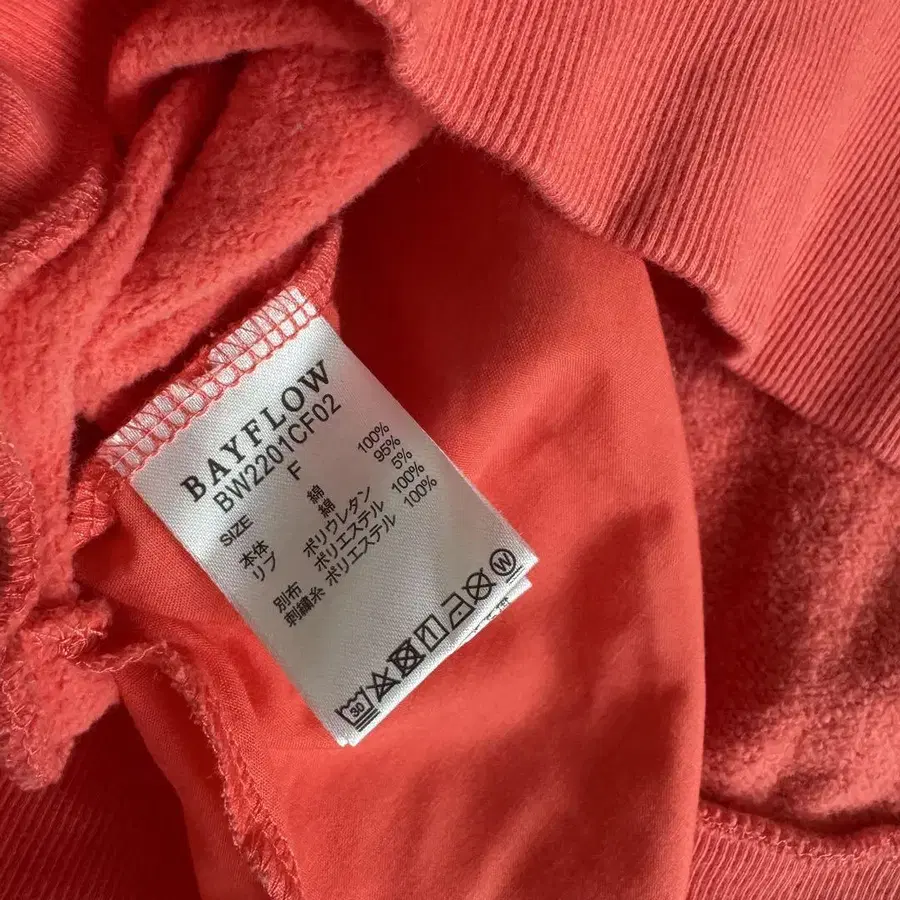 BAYFLOW
BW2201CF02
SIZE F
本体 綿 100%
リブ 綿 95%
ポリウレタン 5%
別布 ポリエステル 100%
刺繍糸 ポリエステル 100%
30
W